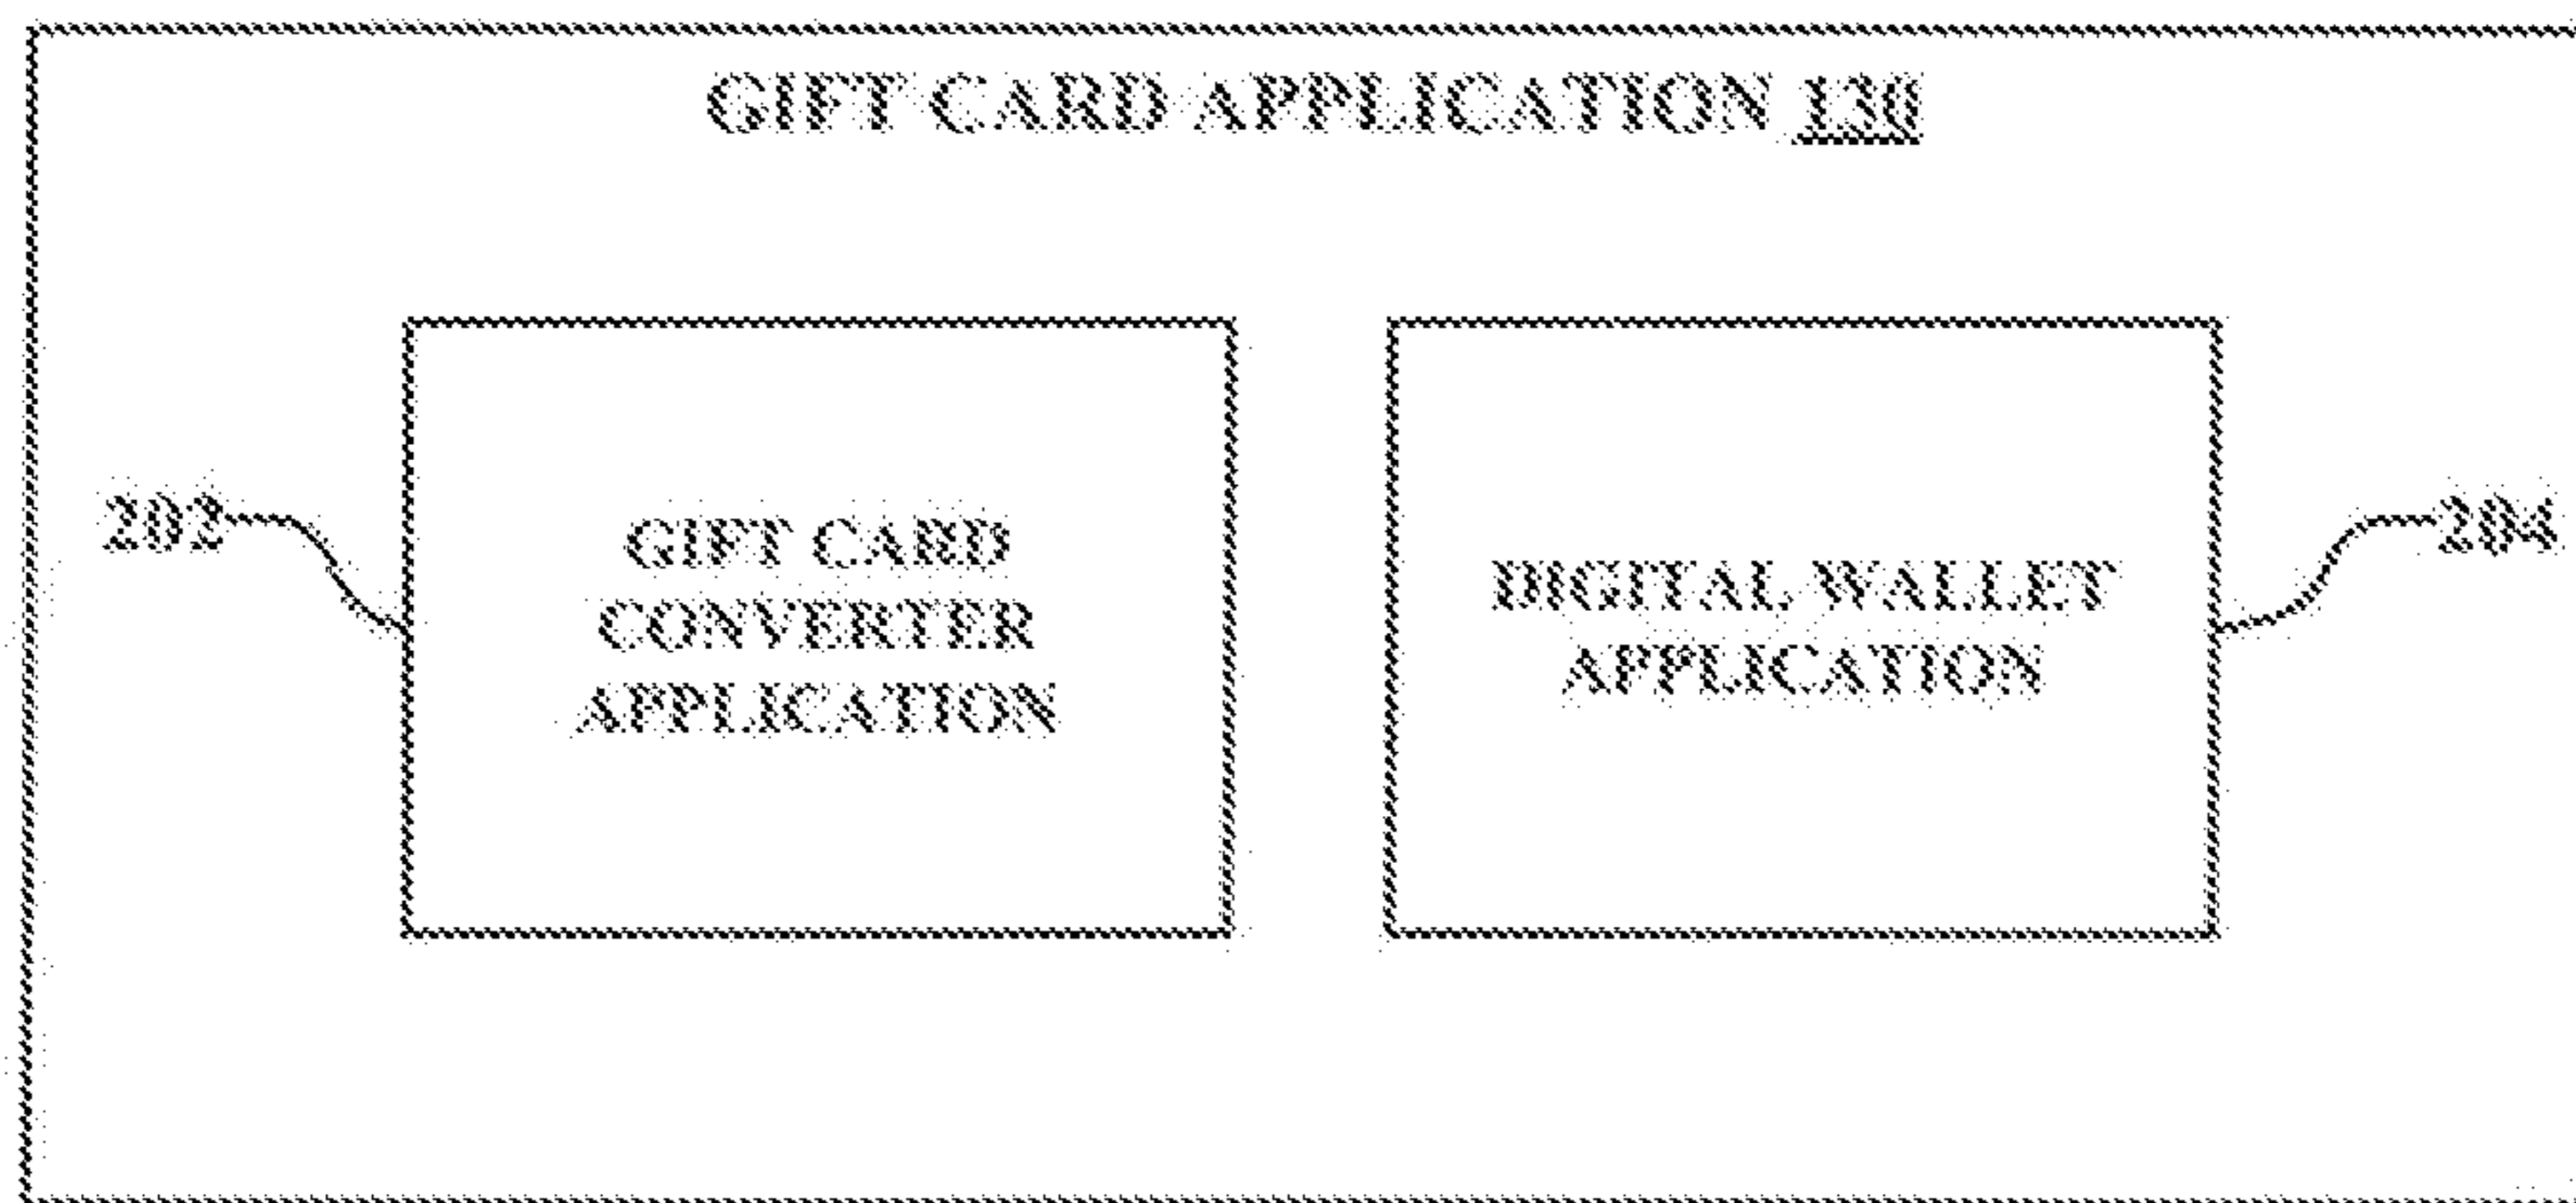 GIFT CARD APPLICATION 130
202
GIFT CARD
CONVERTER
APPLICATION
DIGITAL WALLET
APPLICATION
204